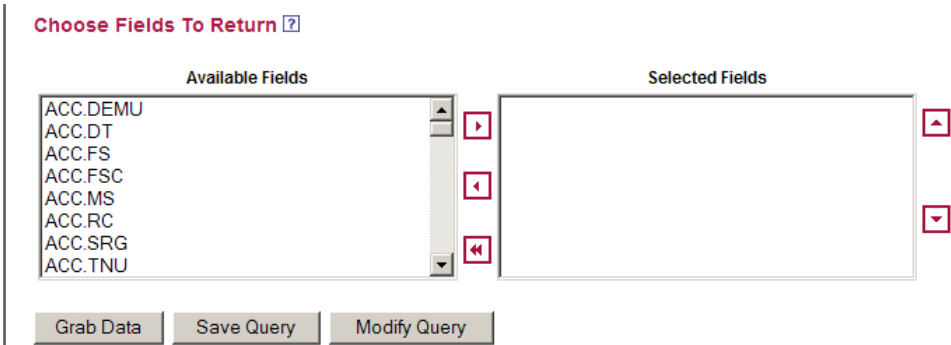 Choose Fields To Return ?
Available Fields
Selected Fields
ACC.DEMU
ACC.DT
ACC.FS
ACC.FSC
ACC.MS
ACC.RC
ACC.SRG
ACC.TNU
Grab Data
Save Query
Modify Query